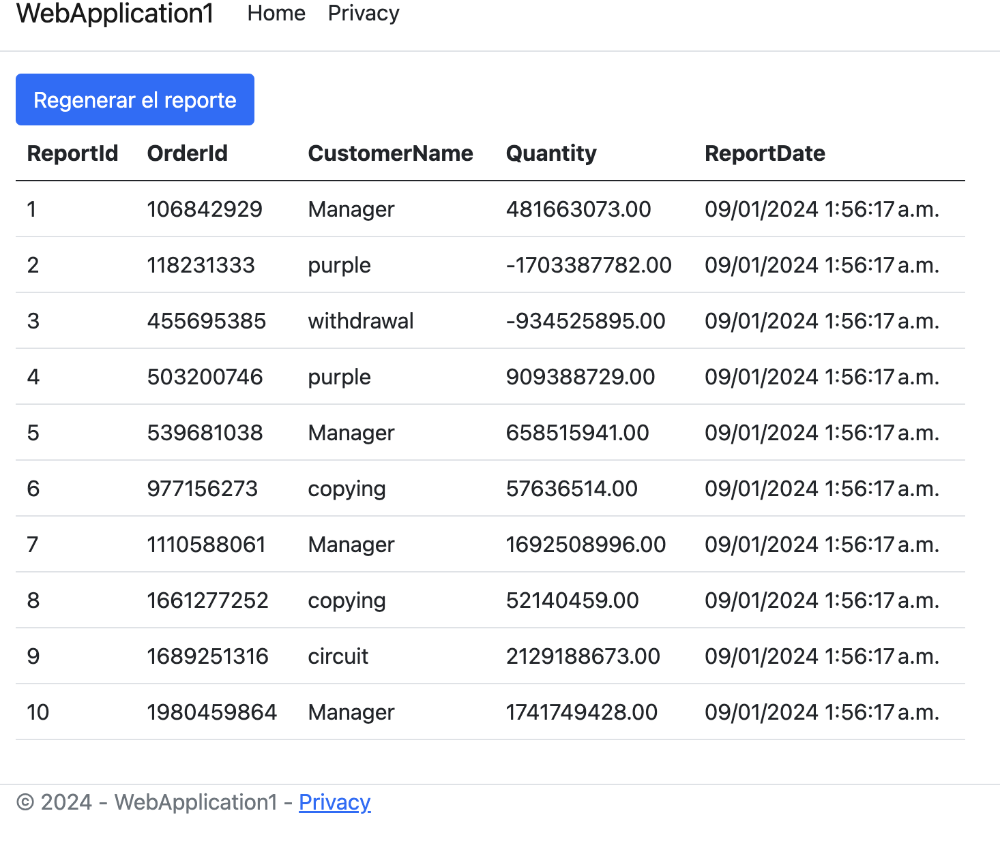 WebApplication1 Home Privacy
Regenerar el reporte
ReportId OrderId CustomerName Quantity ReportDate
1 106842929 Manager 481663073.00 09/01/2024 1:56:17 a.m.
2 118231333 purple -1703387782.00 09/01/2024 1:56:17 a.m.
3 455695385 withdrawal -934525895.00 09/01/2024 1:56:17 a.m.
4 503200746 purple 909388729.00 09/01/2024 1:56:17 a.m.
5 539681038 Manager 658515941.00 09/01/2024 1:56:17 a.m.
6 977156273 copying 57636514.00 09/01/2024 1:56:17 a.m.
7 1110588061 Manager 1692508996.00 09/01/2024 1:56:17 a.m.
8 1661277252 copying 52140459.00 09/01/2024 1:56:17 a.m.
9 1689251316 circuit 2129188673.00 09/01/2024 1:56:17 a.m.
10 1980459864 Manager 1741749428.00 09/01/2024 1:56:17 a.m.
© 2024 - WebApplication1 - Privacy